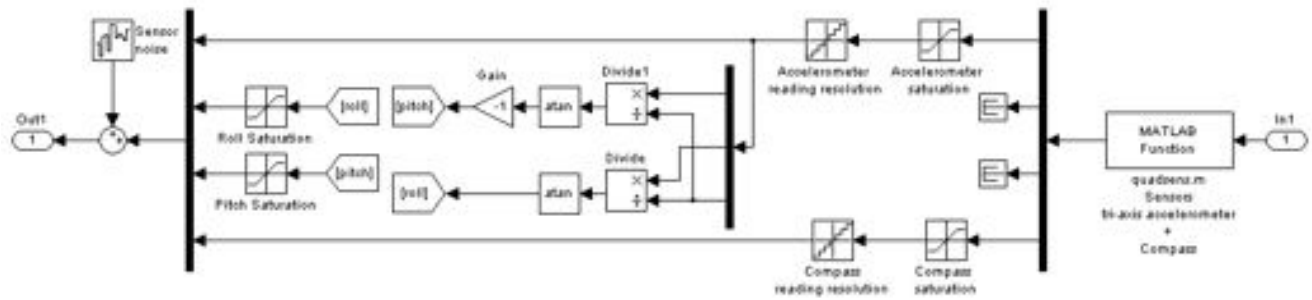 Sensor
noise
Out1
1
Roll Saturation
[roll]
[pitch]
Gain
-1
atan
Divide1
×
÷
Pitch Saturation
[pitch]
[roll]
atan
Divide
×
÷
Accelerometer
reading resolution
Accelerometer
saturation
Compass
reading resolution
Compass
saturation
MATLAB
Function
quadsens.m
Sensors
tri-axis accelerometer
+
Compass
In1
1